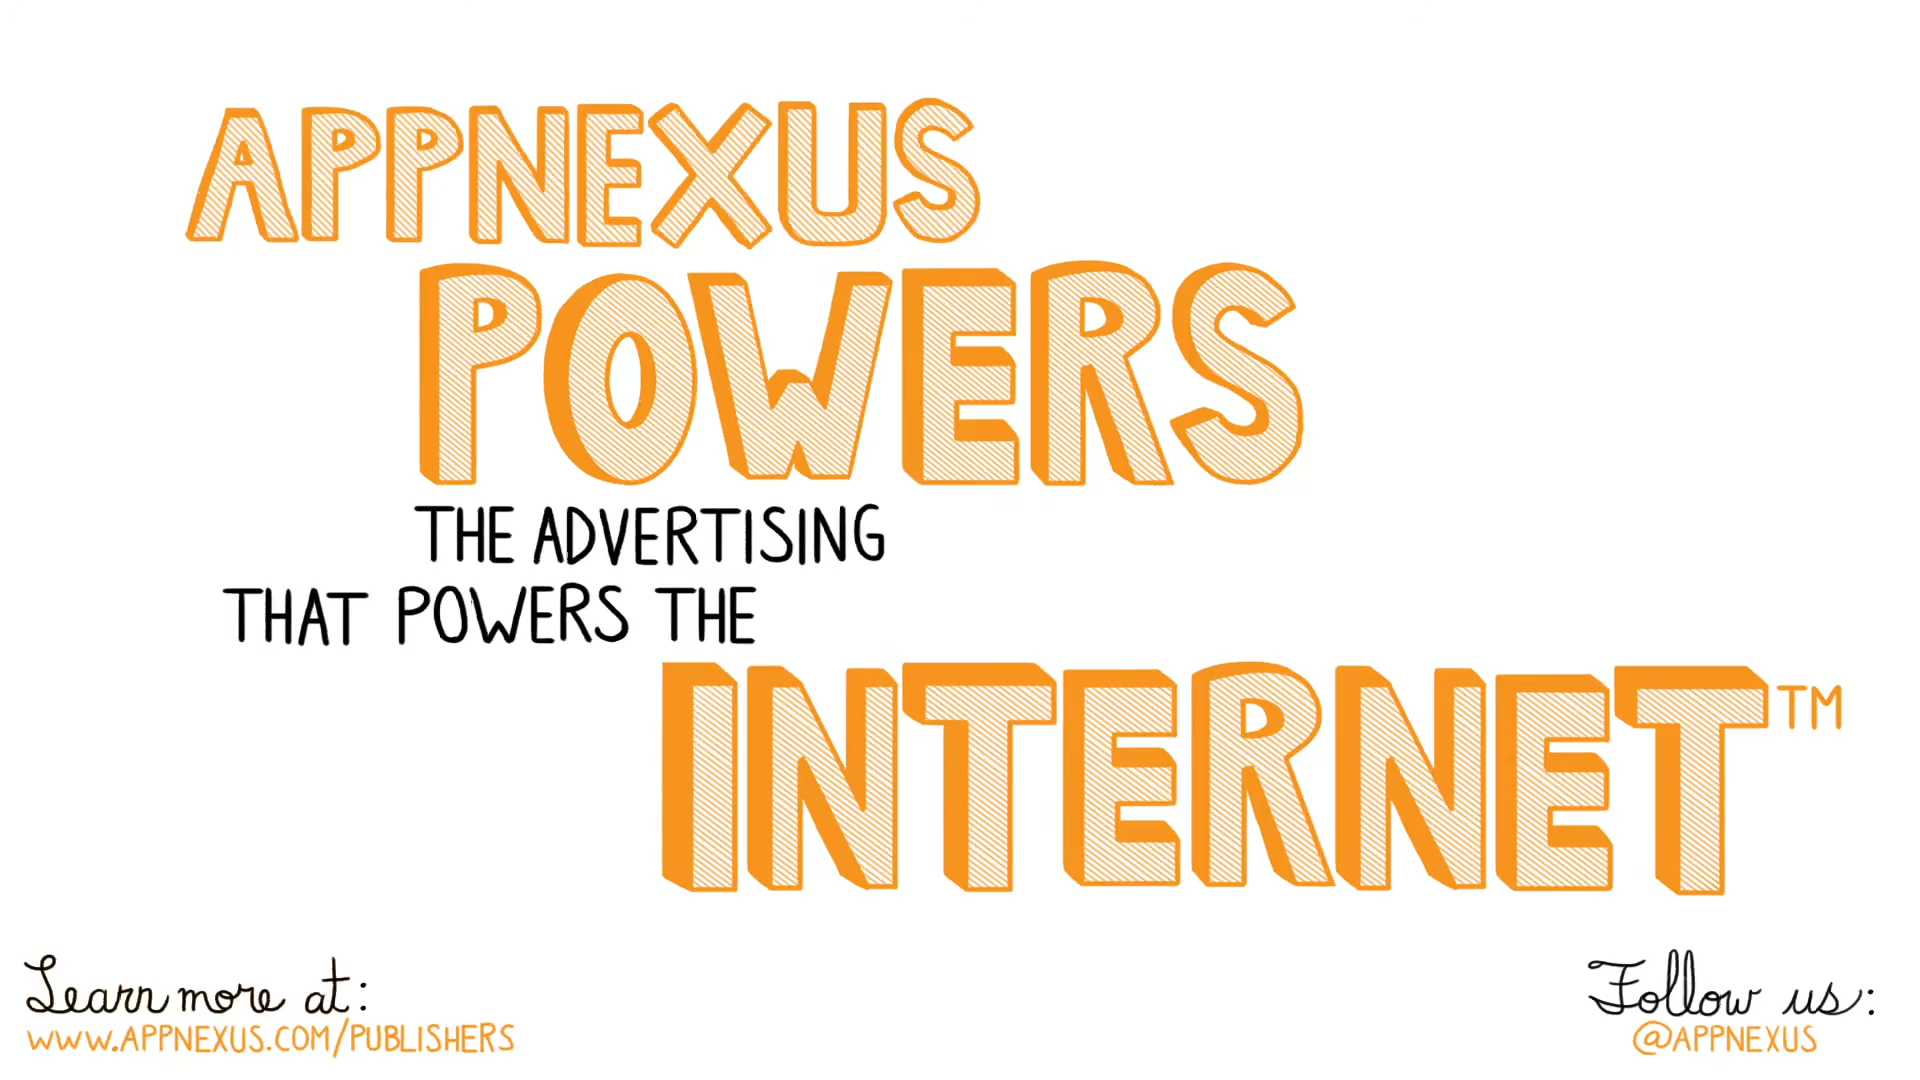 APPNEXUS
POWERS
THE ADVERTISING
THAT POWERS THE
INTERNET™
Learn more at:
WWW.APPNEXUS.COM/PUBLISHERS
Follow us:
@APPNEXUS